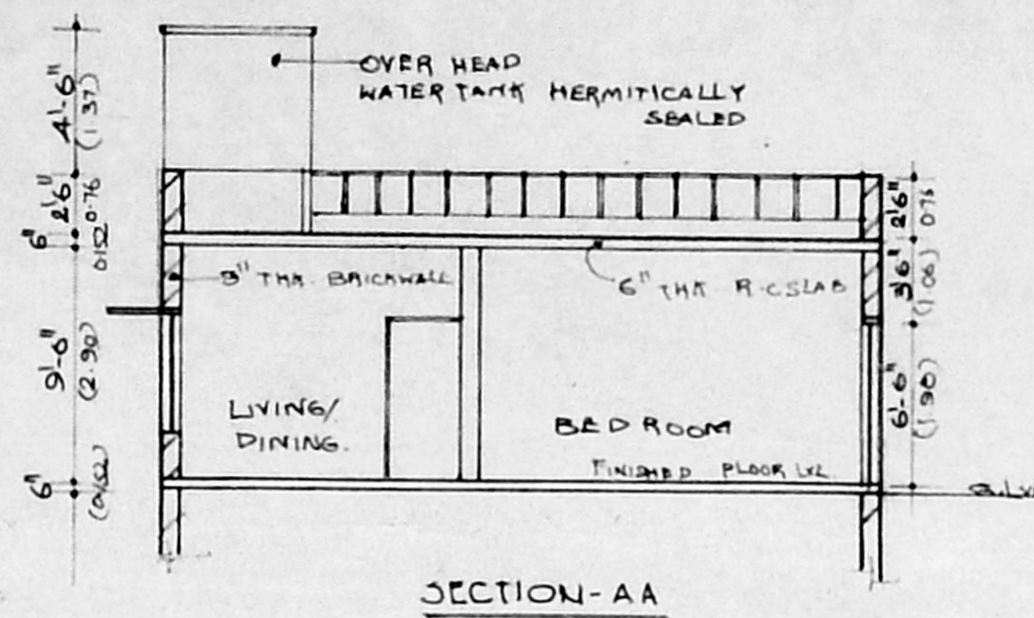 OVER HEAD
WATER TANK HERMITICALLY
SEALED
4'-6"
(1.37)
2'6"
0.76
6"
0.152
9'-6"
(2.90)
6"
(0.152)
9" THK. BRICKWALL
6" THK R.C SLAB
2'6"
0.76
3'6"
(1.06)
6'-6"
(1.98)
LIVING/
DINING.
BED ROOM
FINISHED FLOOR LVL
G.LVL
SECTION-AA